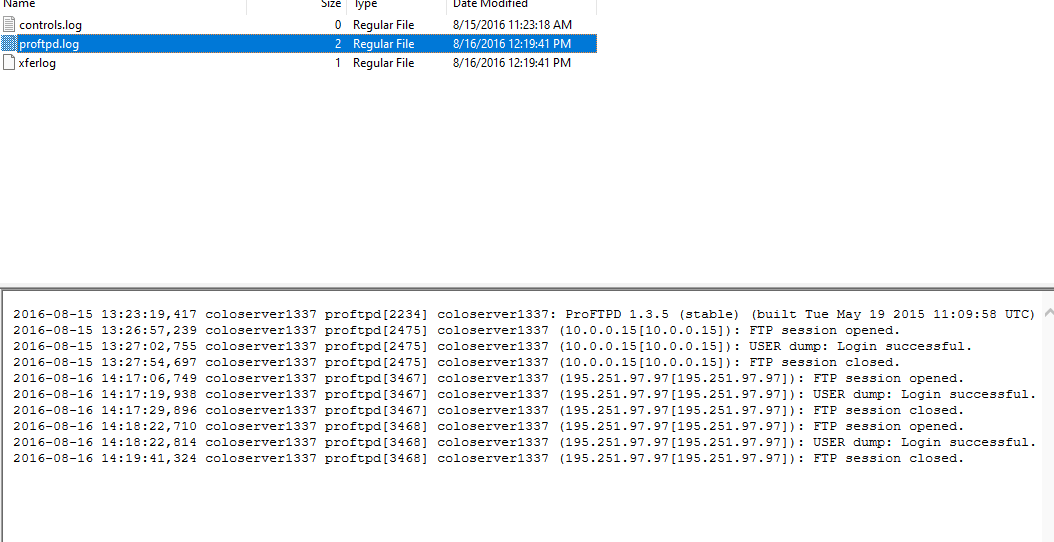 Name Size Type Date Modified
controls.log 0 Regular File 8/15/2016 11:23:18 AM
proftpd.log 2 Regular File 8/16/2016 12:19:41 PM
xferlog 1 Regular File 8/16/2016 12:19:41 PM
2016-08-15 13:23:19,417 coloserver1337 proftpd[2234] coloserver1337: ProFTPD 1.3.5 (stable) (built Tue May 19 2015 11:09:58 UTC)
2016-08-15 13:26:57,239 coloserver1337 proftpd[2475] coloserver1337 (10.0.0.15[10.0.0.15]): FTP session opened.
2016-08-15 13:27:02,755 coloserver1337 proftpd[2475] coloserver1337 (10.0.0.15[10.0.0.15]): USER dump: Login successful.
2016-08-15 13:27:54,697 coloserver1337 proftpd[2475] coloserver1337 (10.0.0.15[10.0.0.15]): FTP session closed.
2016-08-16 14:17:06,749 coloserver1337 proftpd[3467] coloserver1337 (195.251.97.97[195.251.97.97]): FTP session opened.
2016-08-16 14:17:19,938 coloserver1337 proftpd[3467] coloserver1337 (195.251.97.97[195.251.97.97]): USER dump: Login successful.
2016-08-16 14:17:29,896 coloserver1337 proftpd[3467] coloserver1337 (195.251.97.97[195.251.97.97]): FTP session closed.
2016-08-16 14:18:22,710 coloserver1337 proftpd[3468] coloserver1337 (195.251.97.97[195.251.97.97]): FTP session opened.
2016-08-16 14:18:22,814 coloserver1337 proftpd[3468] coloserver1337 (195.251.97.97[195.251.97.97]): USER dump: Login successful.
2016-08-16 14:19:41,324 coloserver1337 proftpd[3468] coloserver1337 (195.251.97.97[195.251.97.97]): FTP session closed.